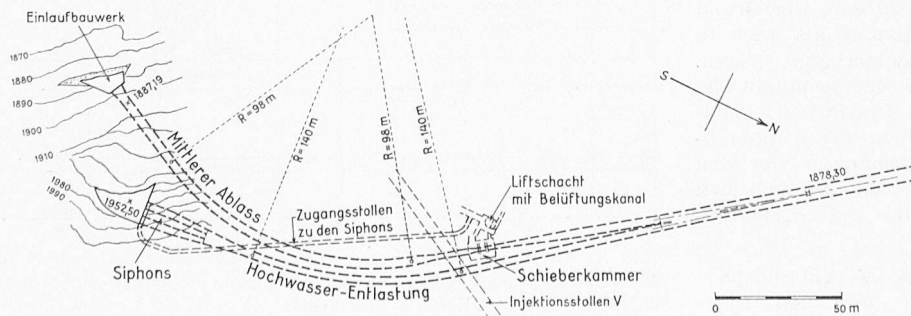 Einlaufbauwerk
1870
1880
1890
1900
1910
1980
1990
1887,19
1952,50
Mittlerer Ablass
R=98 m
R=140 m
R=98 m
R=140 m
S
N
Zugangsstollen
zu den Siphons
Liftschacht
mit Belüftungskanal
1878,30
Siphons
Hochwasser-Entlastung
Schieberkammer
Injektionsstollen V
0
50 m